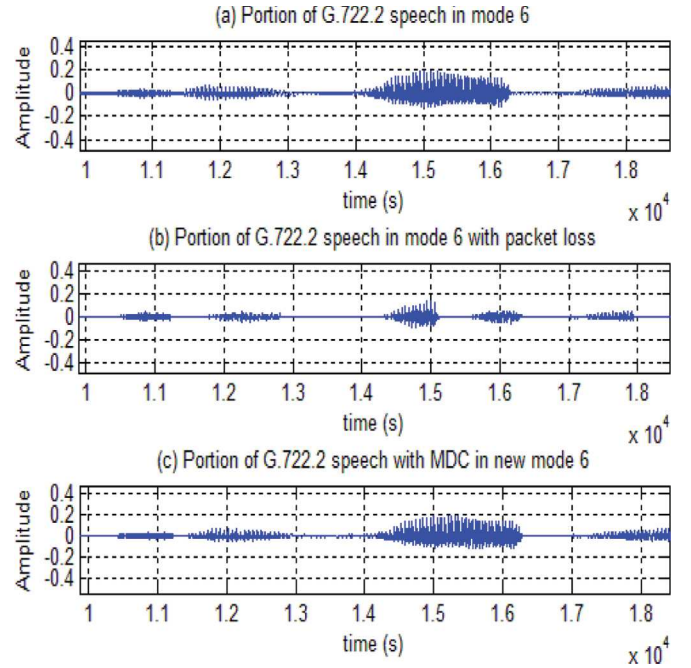 (a) Portion of G.722.2 speech in mode 6
Amplitude
0.4
0.2
0
-0.2
-0.4
1 1.1 1.2 1.3 1.4 1.5 1.6 1.7 1.8
time (s)
x 10^4
(b) Portion of G.722.2 speech in mode 6 with packet loss
Amplitude
0.4
0.2
0
-0.2
-0.4
1 1.1 1.2 1.3 1.4 1.5 1.6 1.7 1.8
time (s)
x 10^4
(c) Portion of G.722.2 speech with MDC in new mode 6
Amplitude
0.4
0.2
0
-0.2
-0.4
1 1.1 1.2 1.3 1.4 1.5 1.6 1.7 1.8
time (s)
x 10^4